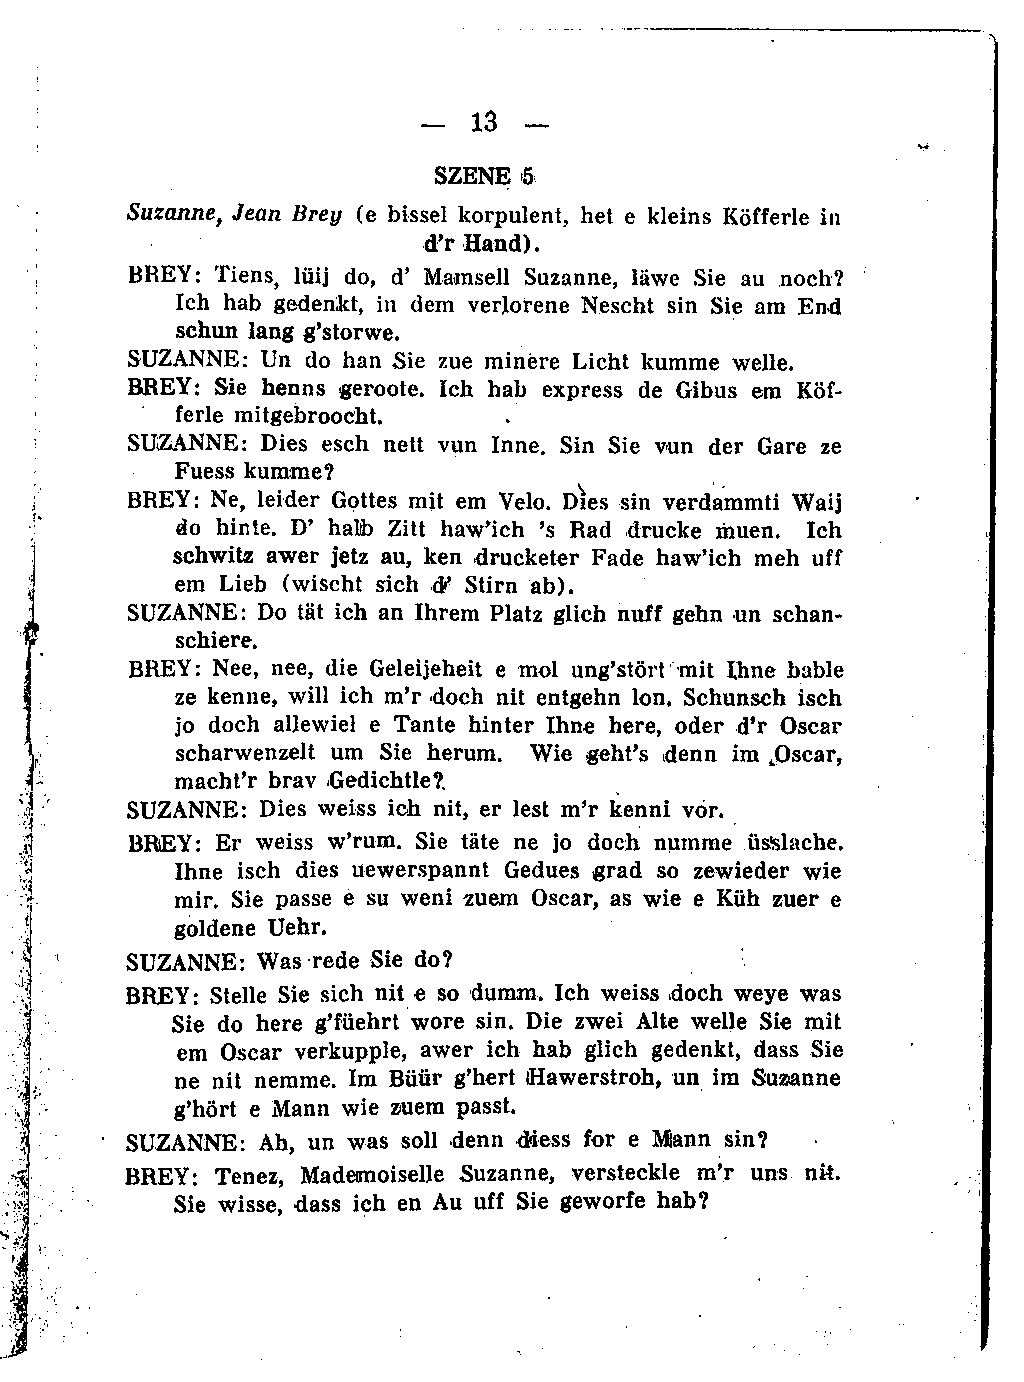 — 13 —
SZENE 5
Suzanne, Jean Brey (e bissel korpulent, het e kleins Köfferle in
d'r Hand).
BREY: Tiens, lüij do, d' Mamsell Suzanne, läwe Sie au noch?
Ich hab gedenkt, in dem verlorene Nescht sin Sie am End
schun lang g'storwe.
SUZANNE: Un do han Sie zue minere Licht kumme welle.
BREY: Sie henns geroote. Ich hab express de Gibus em Köf-
ferle mitgebroocht.
SUZANNE: Dies esch nett vun Inne. Sin Sie vun der Gare ze
Fuess kumme?
BREY: Ne, leider Gottes mit em Velo. Dies sin verdammti Waij
do hinte. D' halb Zitt haw'ich 's Rad drucke muen. Ich
schwitz awer jetz au, ken drucketer Fade haw'ich meh uff
em Lieb (wischt sich d' Stirn ab).
SUZANNE: Do tät ich an Ihrem Platz glich nuff gehn un schan-
schiere.
BREY: Nee, nee, die Geleijeheit e mol ung'stört mit Ihne bable
ze kenne, will ich m'r doch nit entgehn lon. Schunsch isch
jo doch allewiel e Tante hinter Ihne here, oder d'r Oscar
scharwenzelt um Sie herum. Wie geht's denn im Oscar,
macht'r brav Gedichtle?
SUZANNE: Dies weiss ich nit, er lest m'r kenni vor.
BREY: Er weiss w'rum. Sie täte ne jo doch numme üsslache.
Ihne isch dies uewerspannt Gedues grad so zewieder wie
mir. Sie passe e su weni zuem Oscar, as wie e Küh zuer e
goldene Uehr.
SUZANNE: Was rede Sie do?
BREY: Stelle Sie sich nit e so dumm. Ich weiss doch weye was
Sie do here g'füehrt wore sin. Die zwei Alte welle Sie mit
em Oscar verkupple, awer ich hab glich gedenkt, dass Sie
ne nit nemme. Im Büür g'hert Hawerstroh, un im Suzanne
g'hört e Mann wie zuem passt.
SUZANNE: Ah, un was soll denn diess for e Mann sin?
BREY: Tenez, Mademoiselle Suzanne, versteckle m'r uns nit.
Sie wisse, dass ich en Au uff Sie geworfe hab?